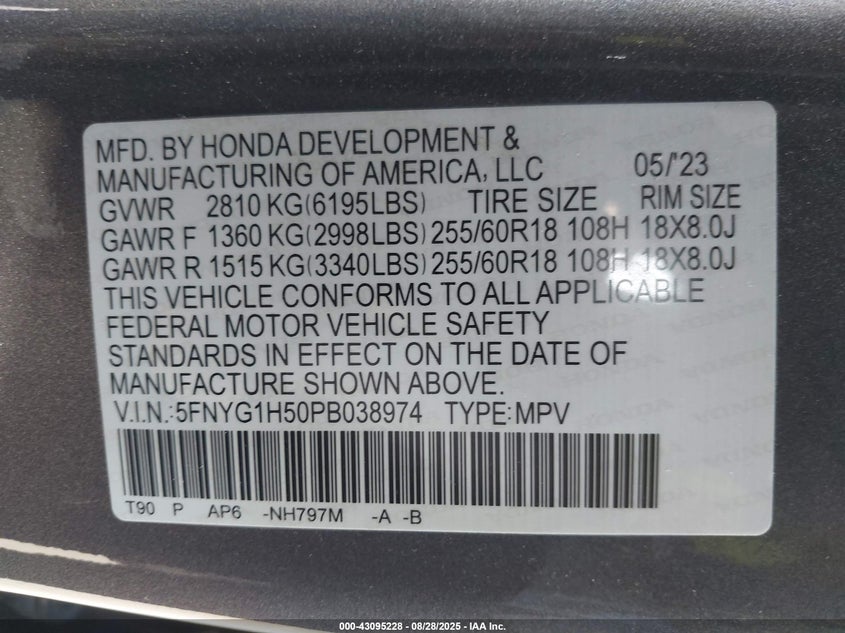 MFD. BY HONDA DEVELOPMENT &
MANUFACTURING OF AMERICA, LLC 05/'23
GVWR 2810 KG(6195LBS) TIRE SIZE RIM SIZE
GAWR F 1360 KG(2998LBS) 255/60R18 108H 18X8.0J
GAWR R 1515 KG(3340LBS) 255/60R18 108H 18X8.0J
THIS VEHICLE CONFORMS TO ALL APPLICABLE
FEDERAL MOTOR VEHICLE SAFETY
STANDARDS IN EFFECT ON THE DATE OF
MANUFACTURE SHOWN ABOVE.
V.I.N.:5FNYG1H50PB038974 TYPE:MPV
T90 P AP6 -NH797M -A -B
000-43095228 - 08/28/2025 - IAA Inc.